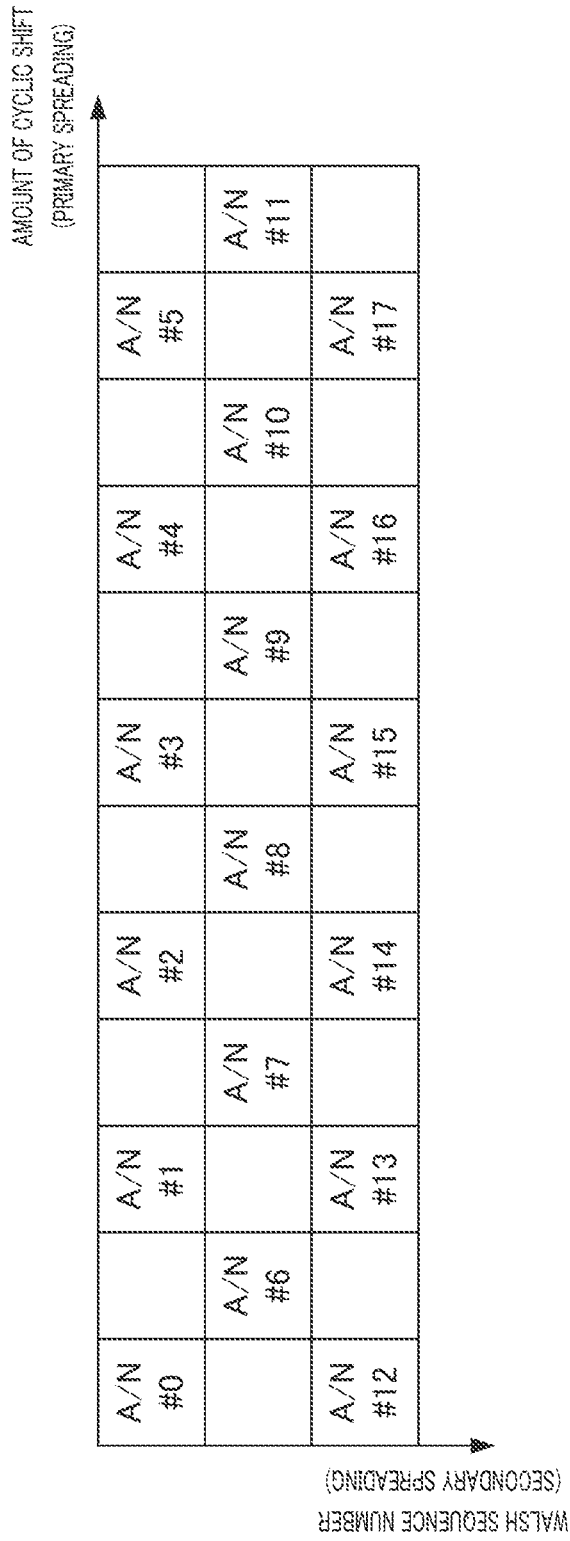 AMOUNT OF CYCLIC SHIFT
(PRIMARY SPREADING)
A/N
#0
A/N
#1
A/N
#2
A/N
#3
A/N
#4
A/N
#5
A/N
#6
A/N
#7
A/N
#8
A/N
#9
A/N
#10
A/N
#11
A/N
#12
A/N
#13
A/N
#14
A/N
#15
A/N
#16
A/N
#17
WALSH SEQUENCE NUMBER
(SECONDARY SPREADING)